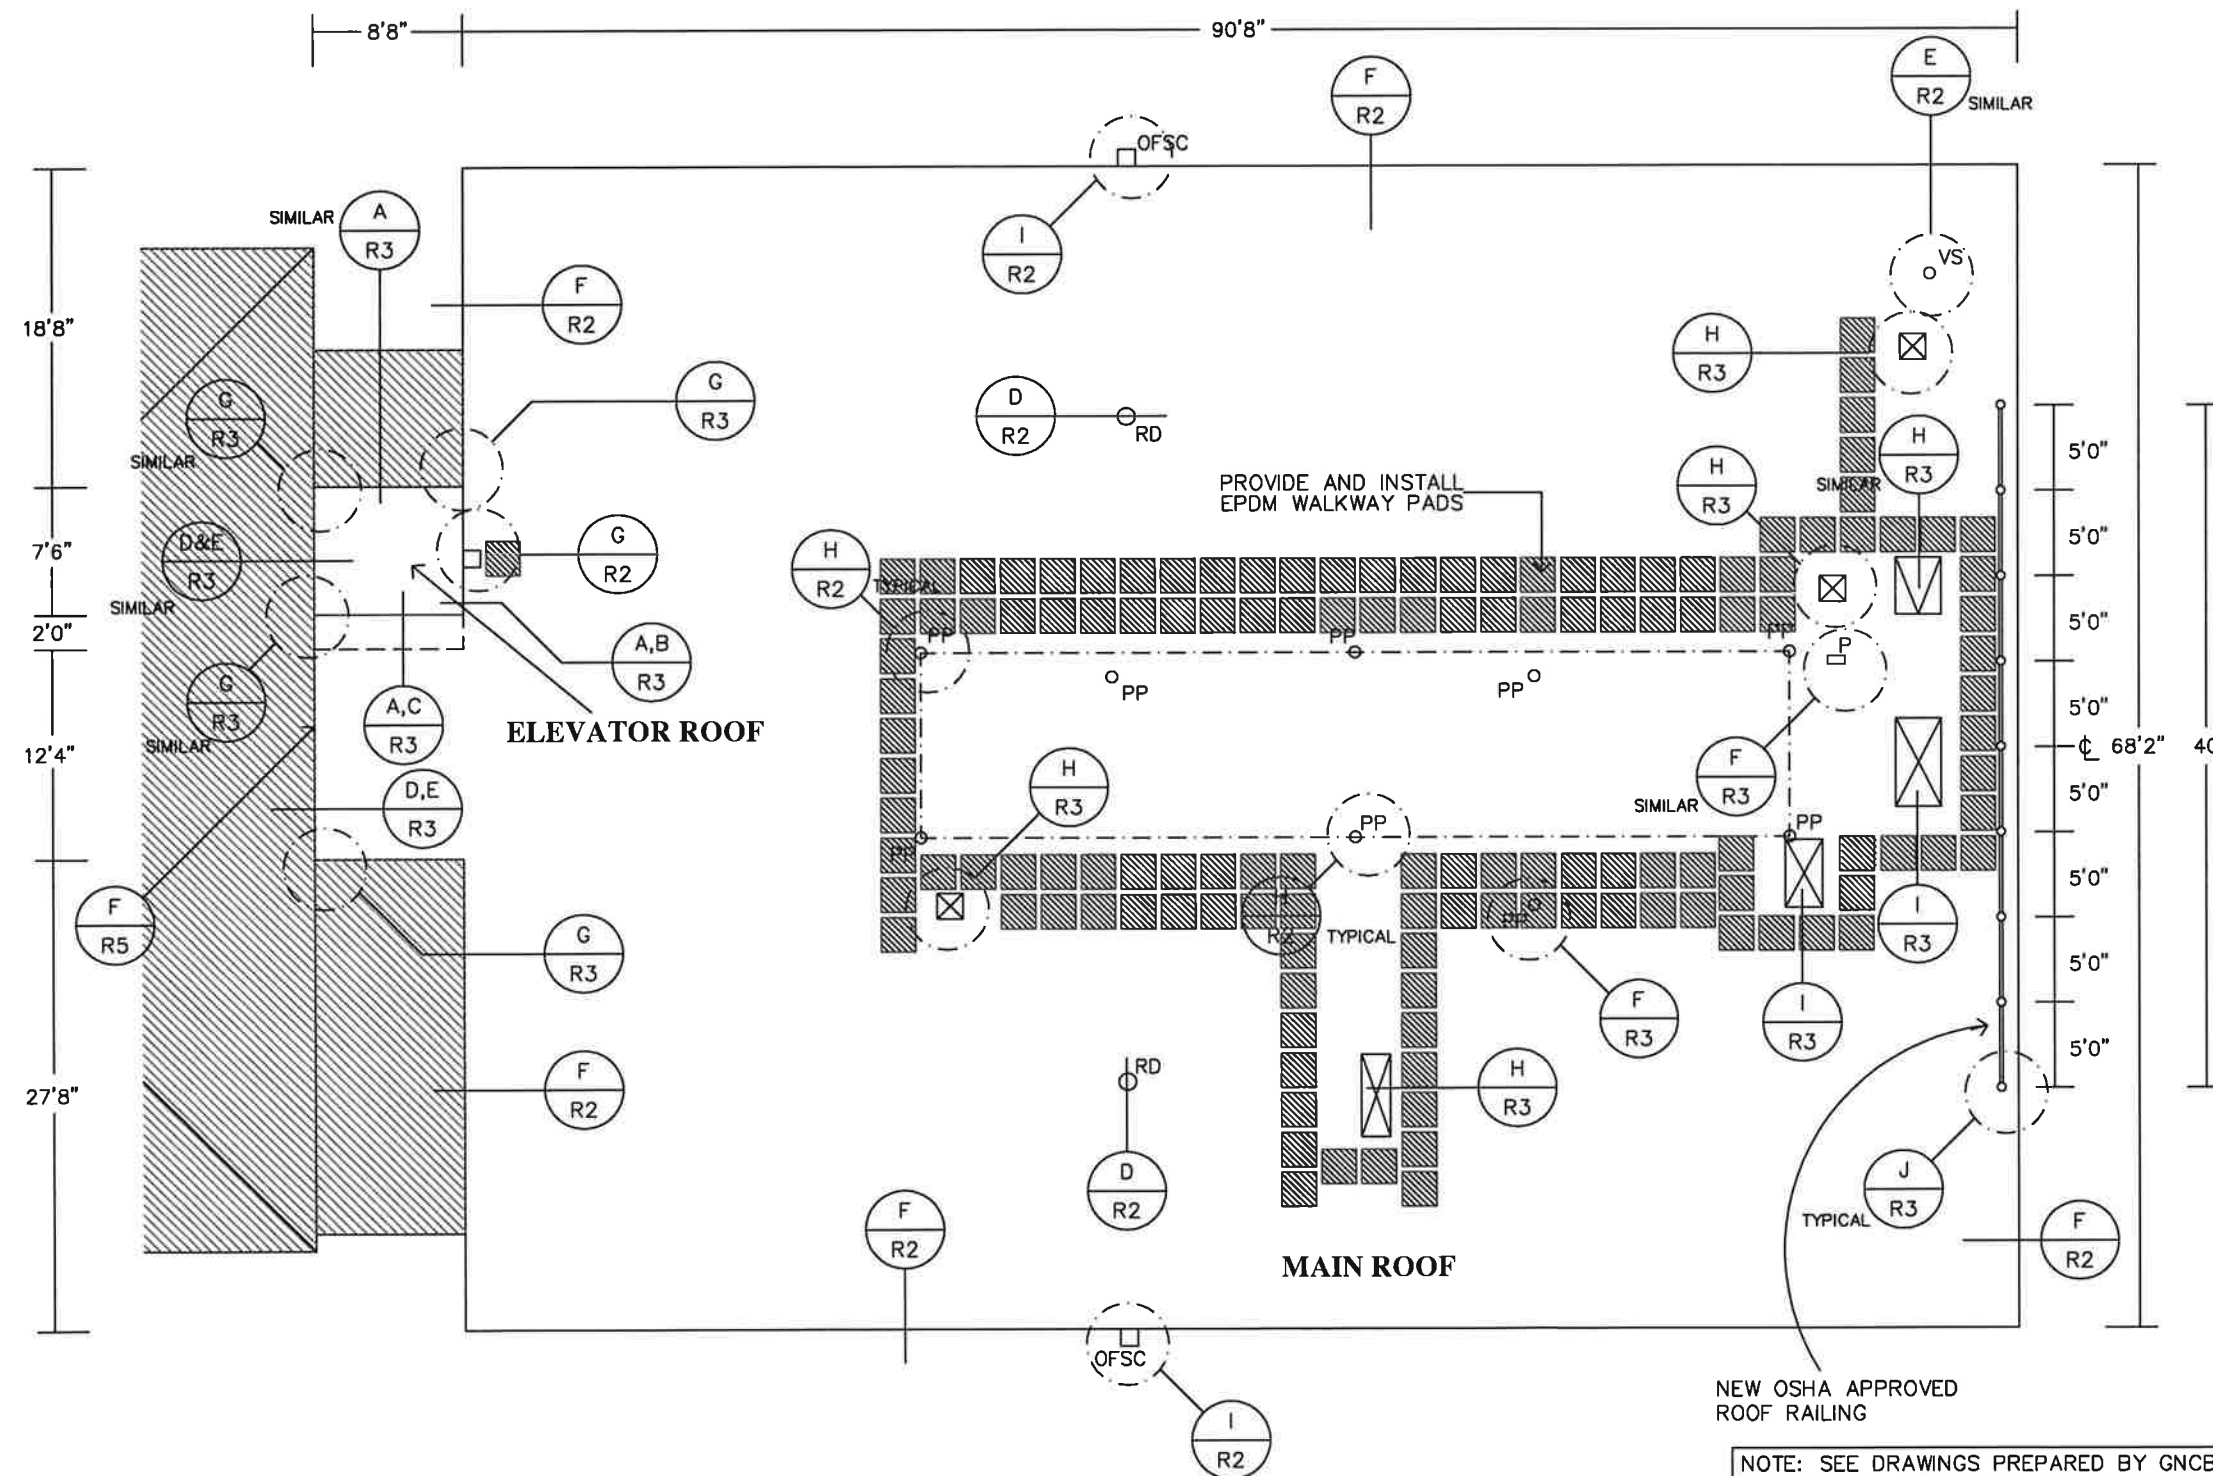 8'8"
90'8"
E
R2 SIMILAR
F
R2
OFSC
I
R2
SIMILAR
A
R3
18'8"
F
R2
VS
H
R3
G
R3
SIMILAR
G
R3
D
R2
RD
PROVIDE AND INSTALL
EPDM WALKWAY PADS
H
R3
SIMILAR
H
R3
5'0"
5'0"
5'0"
5'0"
5'0"
5'0"
5'0"
5'0"
℄ 68'2"
40
7'6"
D&E
R3
SIMILAR
G
R2
H
R2
TYPICAL
2'0"
A,B
R3
G
R3
SIMILAR
A,C
R3
ELEVATOR ROOF
PP
PP
PP
PP
PP
P
12'4"
D,E
R3
H
R3
F
R3
SIMILAR
PP
PP
PP
F
R5
G
R3
H
R2
TYPICAL
F
R3
I
R3
I
R3
27'8"
F
R2
RD
D
R2
H
R3
J
R3
TYPICAL
F
R2
F
R2
MAIN ROOF
OFSC
I
R2
NEW OSHA APPROVED
ROOF RAILING
NOTE: SEE DRAWINGS PREPARED BY GNCB